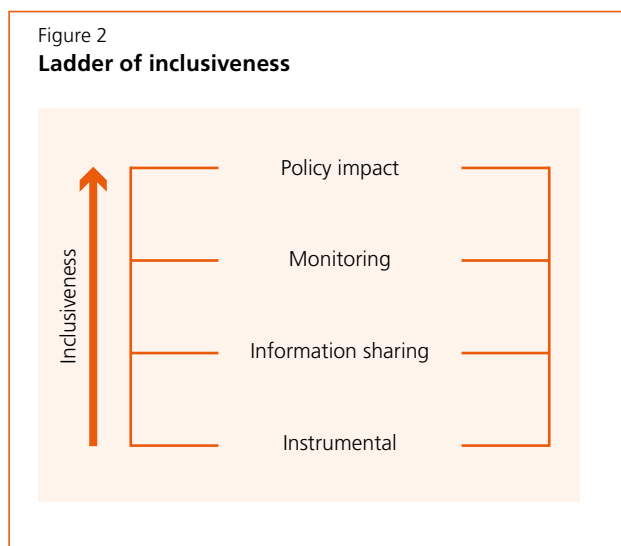 Figure 2
Ladder of inclusiveness
Policy impact
Monitoring
Information sharing
Instrumental
Inclusiveness